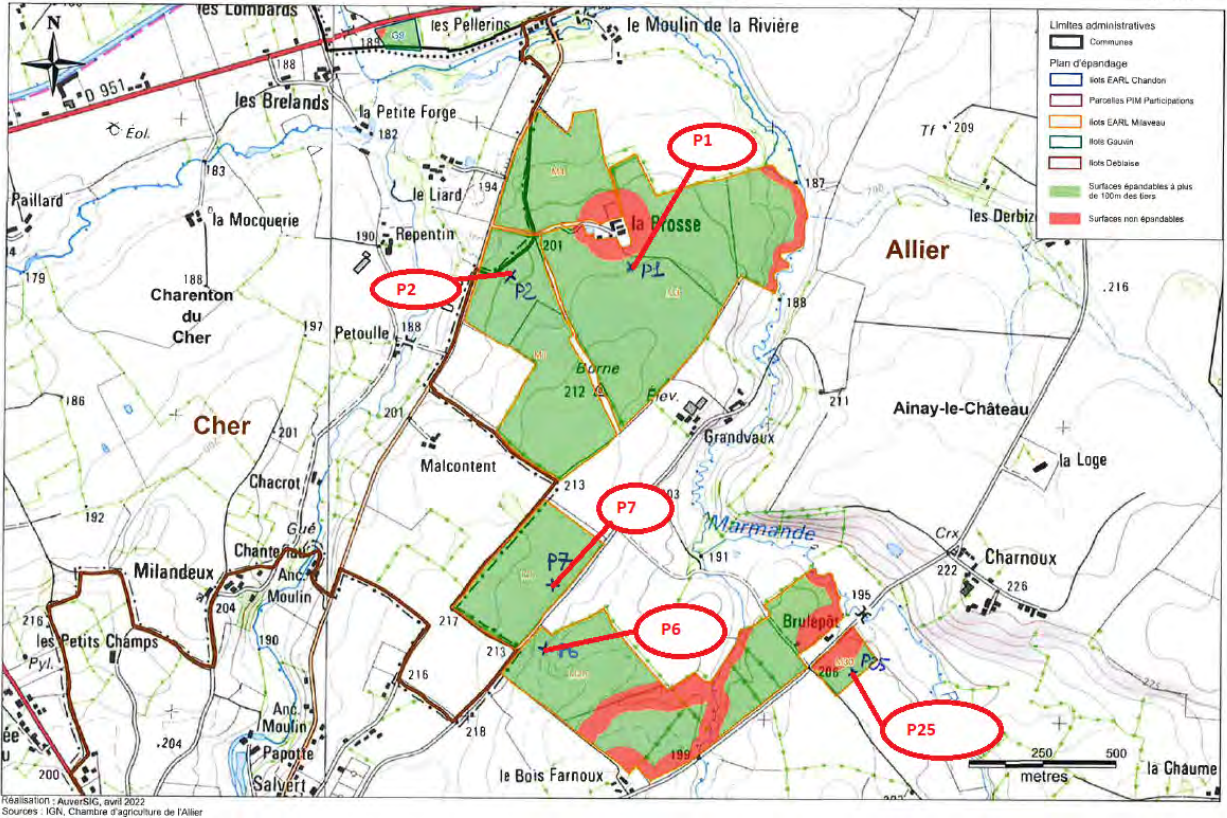 les Lombards
les Pellerins
le Moulin de la Rivière
N
189
G8
188
D 951
les Brelands
la Petite Forge
182
Éol.
183
194
le Liard
Paillard
la Mocquerie
190
Repentin
179
188
Charenton
du
Cher
197
Petoulle
188
P1
P2
M3
la Brosse
201
P1
P2
187
188
Tf
209
les Derbiz
Allier
216
Borne
212
Élev.
Grandvaux
211
Ainay-le-Château
la Loge
186
Cher
201
201
Malcontent
Chacrot
213
P7
203
192
Gué
Marmande
Crx
191
Charnoux
222
226
Milandeux
Anc.
Moulin
204
P7
216
les Petits Champs
190
217
213
P6
P6
Brulepôt
195
206
P25
P25
Pyl.
216
218
Anc.
Moulin
204
Papotte
200
Salvert
199
le Bois Farnoux
250
500
metres
la Chaume
Limites administratives
Communes
Plan d'épandage
Ilots EARL Chandon
Parcelles PIM Participations
Ilots EARL Milaveau
Ilots Gauvin
Ilots Deblaise
Surfaces épandables à plus
de 100m des tiers
Surfaces non épandables
Réalisation : AuverSIG, avril 2022
Sources : IGN, Chambre d'agriculture de l'Allier